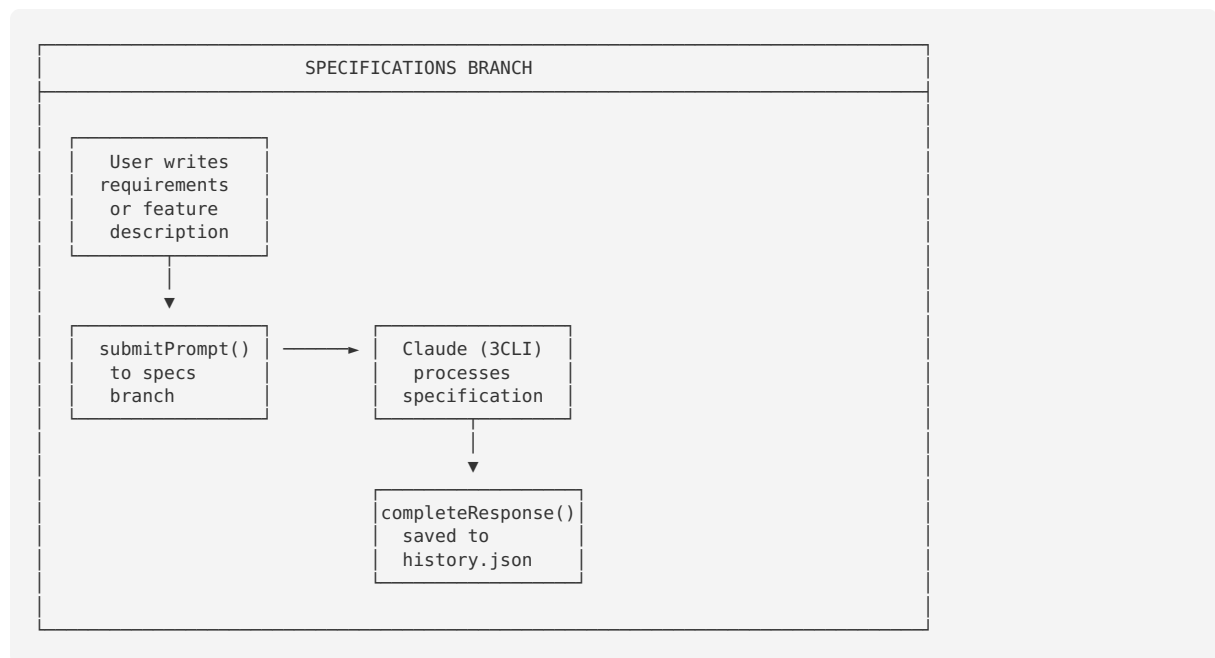 SPECIFICATIONS BRANCH
User writes
requirements
or feature
description
submitPrompt()
to specs
branch
Claude (3CLI)
processes
specification
completeResponse()
saved to
history.json